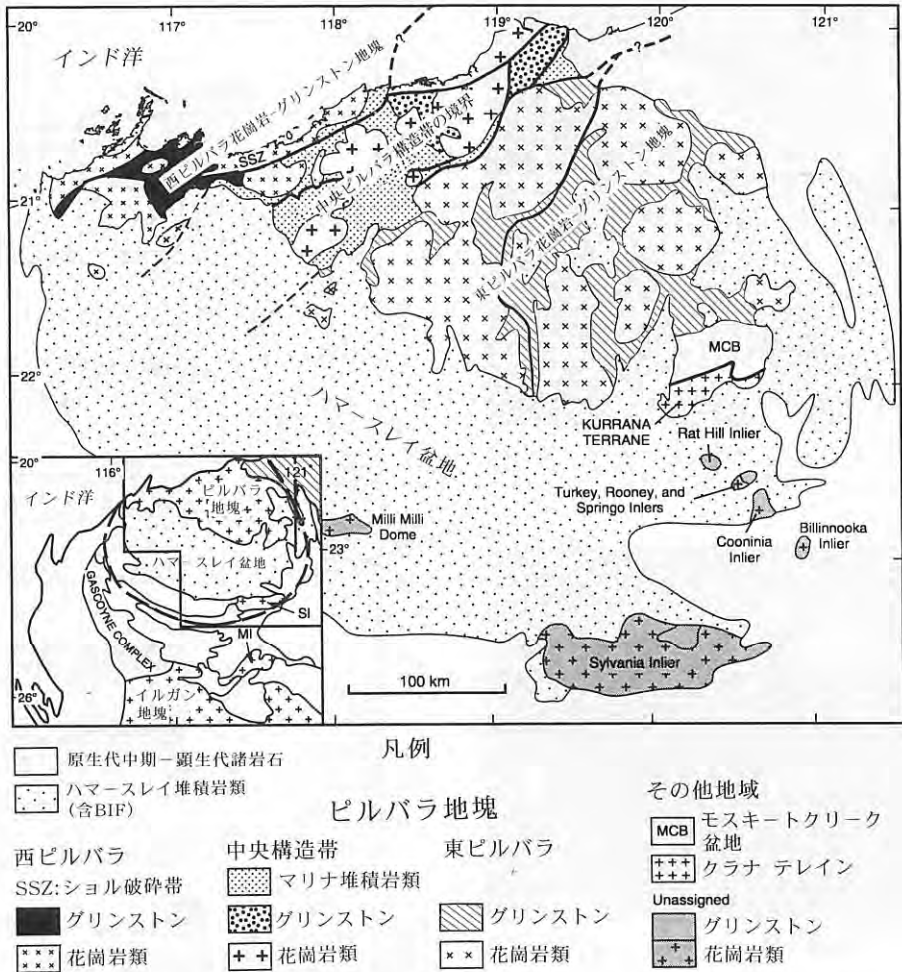 20°
117°
118°
119°
120°
121°
インド洋
西ピルバラ花崗岩-グリンストン地塊
?
?
SSZ
中央ピルバラ構造帯の境界
東ピルバラ花崗岩-グリンストン地塊
21°
22°
MCB
KURRANA
TERRANE
ハマースレイ盆地
Rat Hill Inlier
Turkey, Rooney, and
Springo Inlers
Cooninia
Inlier
Billinnooka
Inlier
Milli Milli
Dome
23°
Sylvania Inlier
100 km
20°
116°
121
インド洋
ピルバラ
地塊
ハマースレイ盆地
GASCOYNE COMPLEX
SI
MI
イルガン
地塊
26°
凡例
原生代中期−顕生代諸岩石
ハマースレイ堆積岩類
(含BIF)
ピルバラ地塊
西ピルバラ
SSZ:ショル破砕帯
グリンストン
花崗岩類
中央構造帯
マリナ堆積岩類
グリンストン
花崗岩類
東ピルバラ
グリンストン
花崗岩類
その他地域
MCB
モスキートクリーク
盆地
クラナ テレイン
Unassigned
グリンストン
花崗岩類